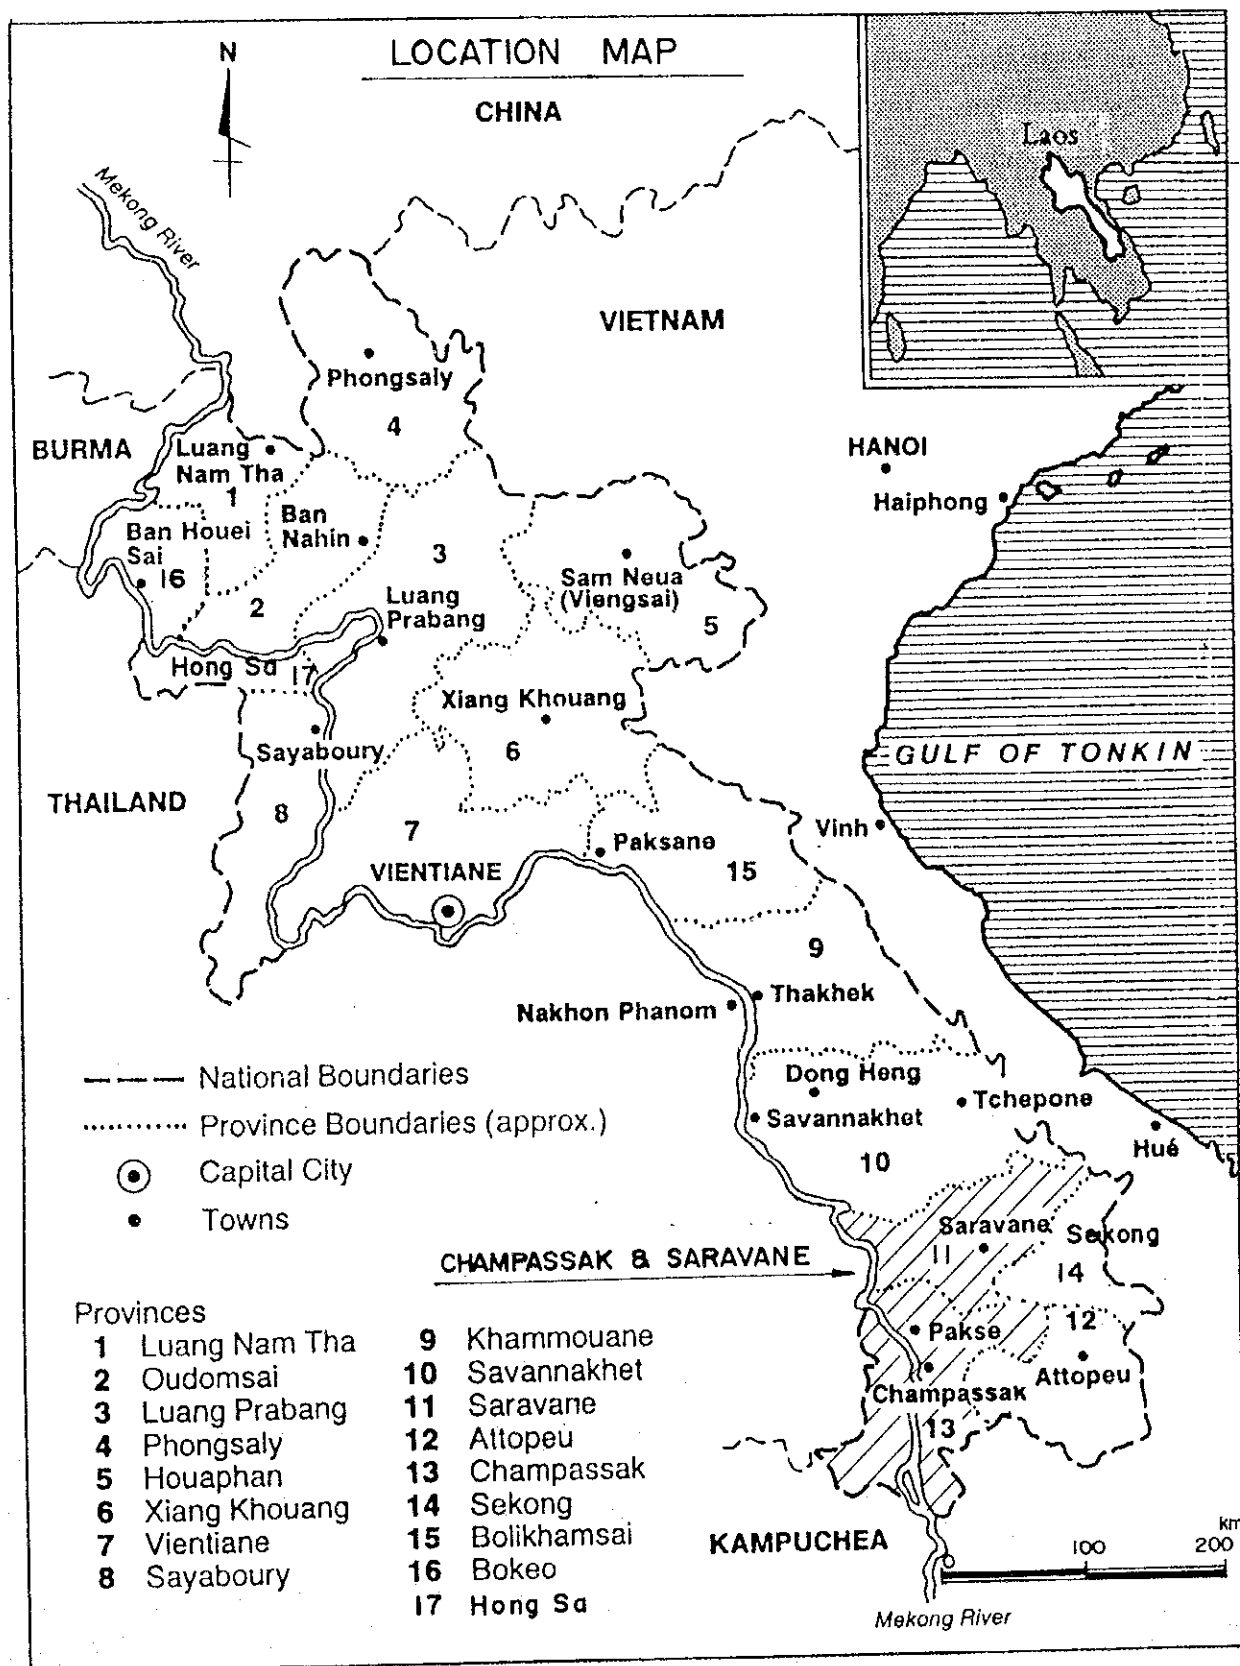 LOCATION MAP
N
CHINA
Laos
Mekong River
VIETNAM
Phongsaly
4
BURMA
Luang
Nam Tha
1
HANOI
Haiphong
Ban Houei
Sai
16
Ban
Nahin
2
3
Sam Neua
(Viengsai)
5
Luang
Prabang
Hong Sa
17
Xiang Khouang
6
Sayaboury
GULF OF TONKIN
THAILAND
8
7
Vinh
Paksane
15
VIENTIANE
9
Thakhek
Nakhon Phanom
National Boundaries
Province Boundaries (approx.)
Capital City
Towns
Dong Heng
Savannakhet
Tchepone
10
Hué
Saravane
11
Sekong
14
CHAMPASSAK & SARAVANE
12
Pakse
Attopeu
Champassak
13
Provinces
1 Luang Nam Tha
2 Oudomsai
3 Luang Prabang
4 Phongsaly
5 Houaphan
6 Xiang Khouang
7 Vientiane
8 Sayaboury
9 Khammouane
10 Savannakhet
11 Saravane
12 Attopeu
13 Champassak
14 Sekong
15 Bolikhamsai
16 Bokeo
17 Hong Sa
KAMPUCHEA
km
0 100 200
Mekong River